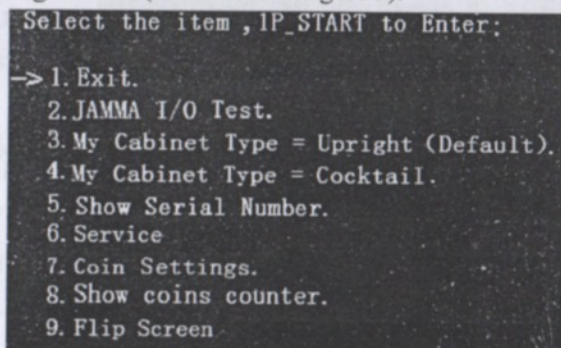 Select the item ,1P_START to Enter:
-> 1. Exit.
2. JAMMA I/O Test.
3. My Cabinet Type = Upright (Default).
4. My Cabinet Type = Cocktail.
5. Show Serial Number.
6. Service
7. Coin Settings.
8. Show coins counter.
9. Flip Screen